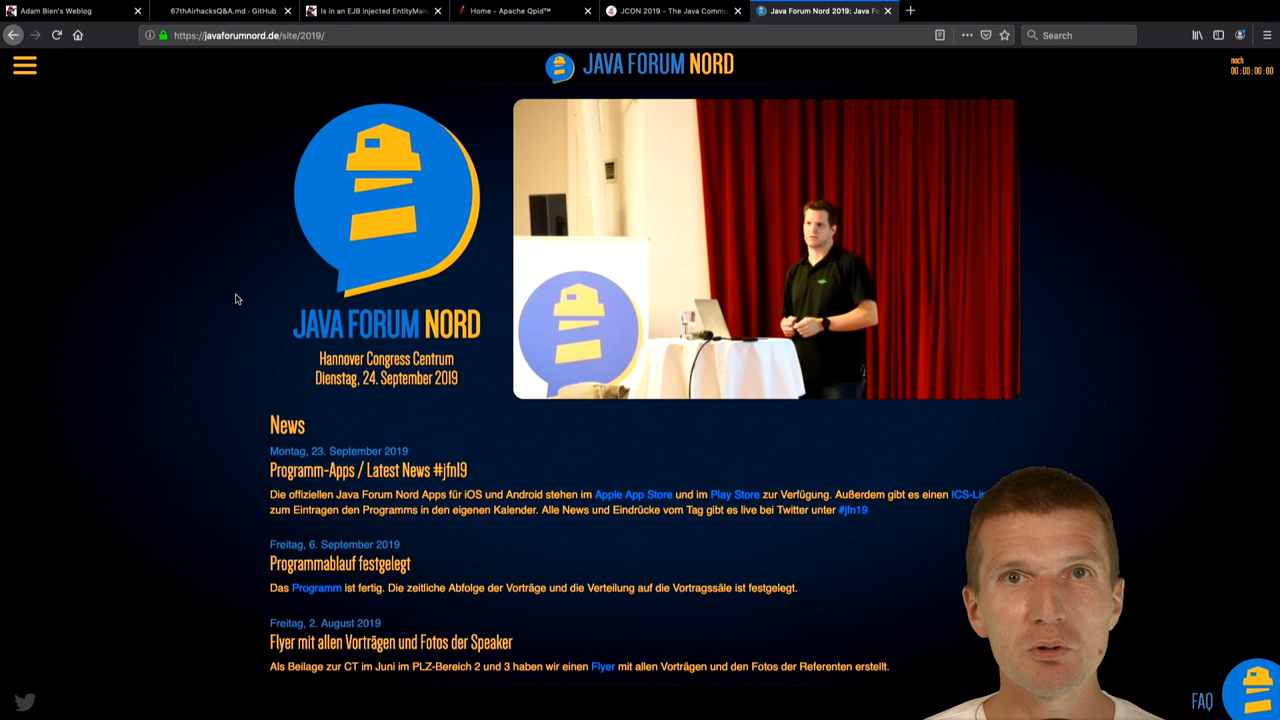 Adam Bien's Weblog
67thAirhacksQ&A.md · GitHub
Is in an EJB injected EntityMan
Home - Apache Qpid™
JCON 2019 - The Java Commu
Java Forum Nord 2019: Java Fo
https://javaforumnord.de/site/2019/
Search
JAVA FORUM NORD
noch
00:00:00:00
JAVA FORUM NORD
Hannover Congress Centrum
Dienstag, 24. September 2019
News
Montag, 23. September 2019
Programm-Apps / Latest News #jfn19
Die offiziellen Java Forum Nord Apps für iOS und Android stehen im Apple App Store und im Play Store zur Verfügung. Außerdem gibt es einen ICS-Lin
zum Eintragen den Programms in den eigenen Kalender. Alle News und Eindrücke vom Tag gibt es live bei Twitter unter #jfn19
Freitag, 6. September 2019
Programmablauf festgelegt
Das Programm ist fertig. Die zeitliche Abfolge der Vorträge und die Verteilung auf die Vortragssäle ist festgelegt.
Freitag, 2. August 2019
Flyer mit allen Vorträgen und Fotos der Speaker
Als Beilage zur CT im Juni im PLZ-Bereich 2 und 3 haben wir einen Flyer mit allen Vorträgen und den Fotos der Referenten erstellt.
FAQ